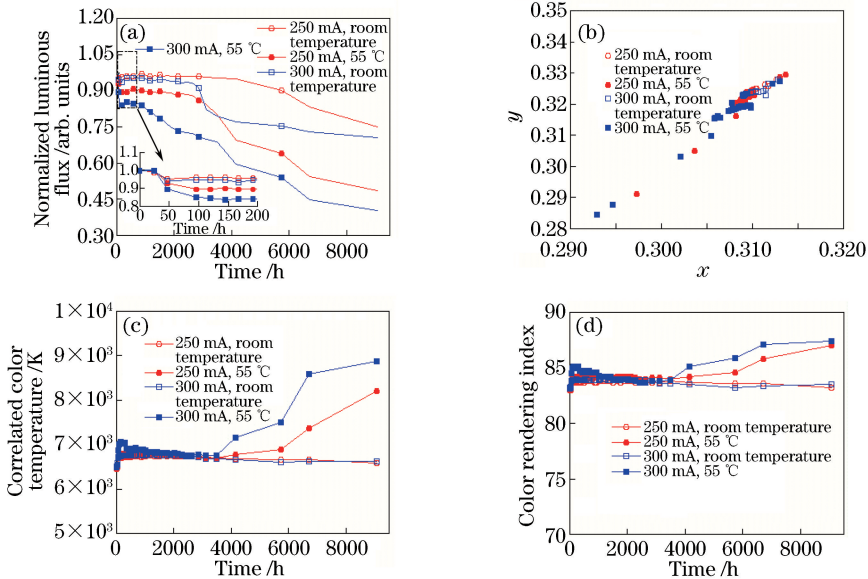 (a)
300 mA, 55 ℃
250 mA, room
temperature
250 mA, 55 ℃
300 mA, room
temperature
Normalized luminous
flux /arb. units
1.20
1.05
0.90
0.75
0.60
0.45
0.30
1.1
1.0
0.9
0.8
0 50 100 150 200
Time /h
0 2000 4000 6000 8000
Time /h
(b)
250 mA, room
temperature
250 mA, 55 ℃
300 mA, room
temperature
300 mA, 55 ℃
y
0.34
0.33
0.32
0.31
0.30
0.29
0.28
0.290 0.300 0.310 0.320
x
(c)
250 mA, room
temperature
250 mA, 55 ℃
300 mA, room
temperature
300 mA, 55 ℃
Correlated color
temperature /K
1×10⁴
9×10³
8×10³
7×10³
6×10³
5×10³
0 2000 4000 6000 8000
Time /h
(d)
250 mA, room temperature
250 mA, 55 ℃
300 mA, room temperature
300 mA, 55 ℃
Color rendering index
90
85
80
75
70
0 2000 4000 6000 8000
Time /h